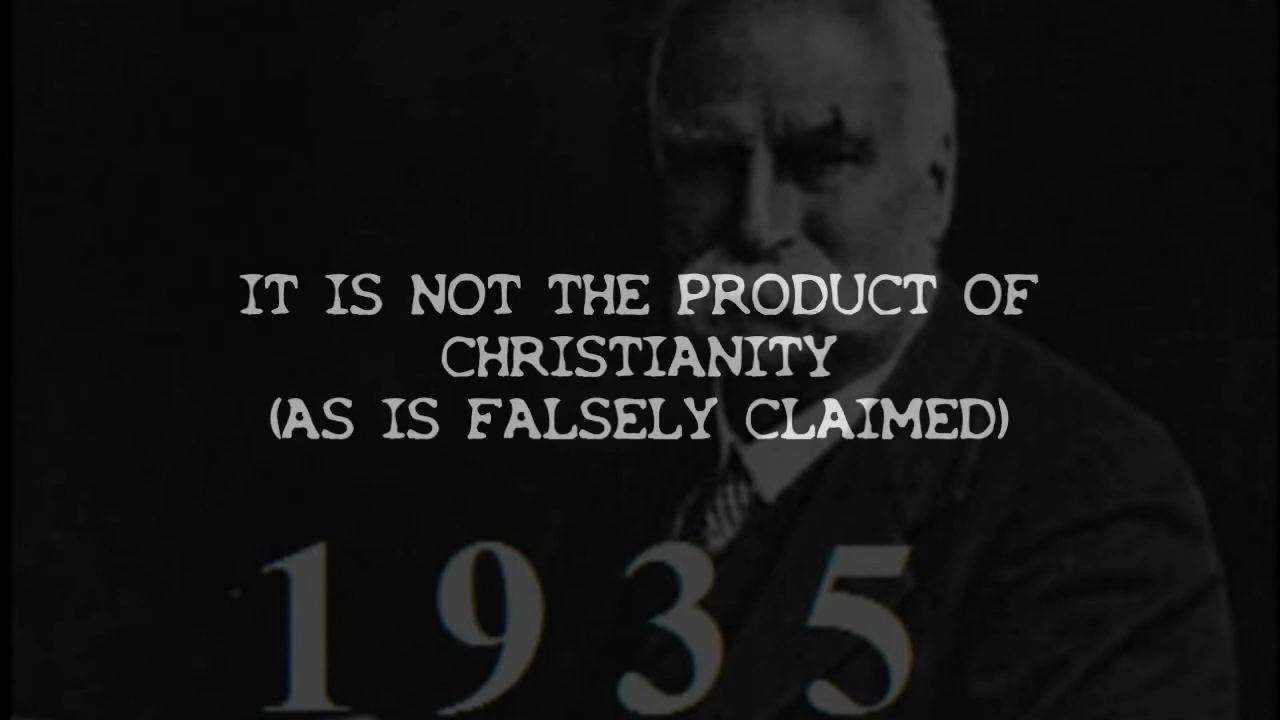 IT IS NOT THE PRODUCT OF
CHRISTIANITY
(AS IS FALSELY CLAIMED)
1935